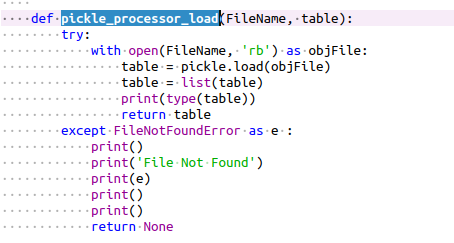 def pickle_processor_load(FileName, table):
try:
with open(FileName, 'rb') as objFile:
table = pickle.load(objFile)
table = list(table)
print(type(table))
return table
except FileNotFoundError as e :
print()
print('File Not Found')
print(e)
print()
print()
return None